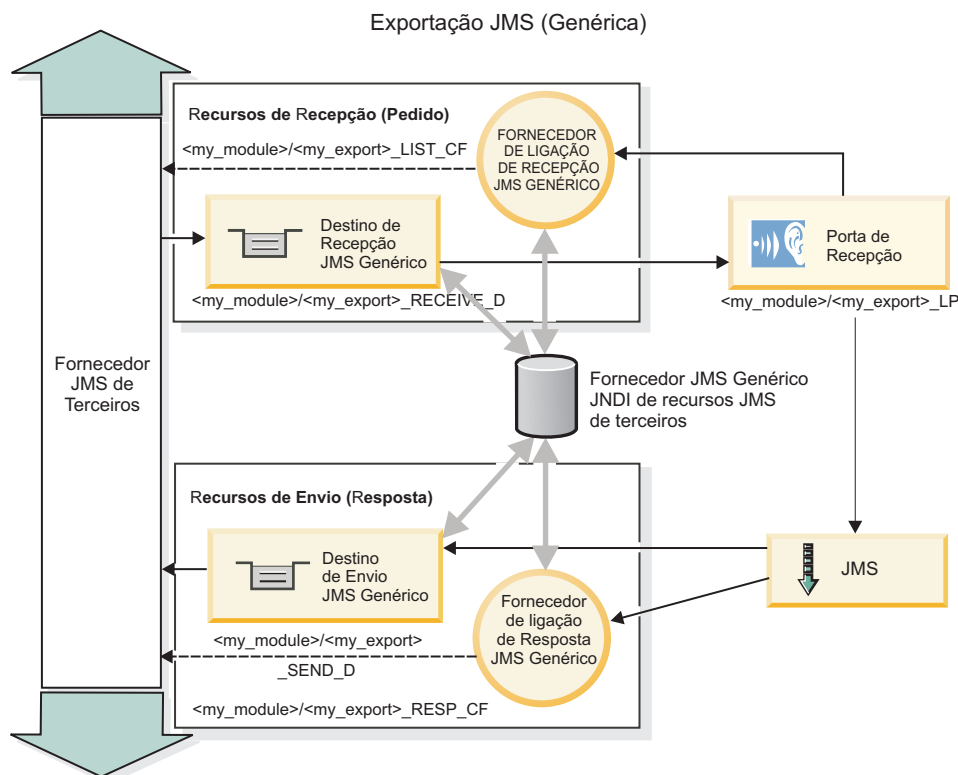 Exportação JMS (Genérica)
Recursos de Recepção (Pedido)
<my_module>/<my_export>_LIST_CF
FORNECEDOR
DE LIGAÇÃO
DE RECEPÇÃO
JMS GENÉRICO
Destino de
Recepção
JMS Genérico
<my_module>/<my_export>_RECEIVE_D
Porta de
Recepção
<my_module>/<my_export>_LP
Fornecedor
JMS de
Terceiros
Fornecedor JMS Genérico
JNDI de recursos JMS
de terceiros
Recursos de Envio (Resposta)
Destino
de Envio
JMS Genérico
<my_module>/<my_export>
_SEND_D
Fornecedor
de ligação
de Resposta
JMS Genérico
<my_module>/<my_export>_RESP_CF
JMS